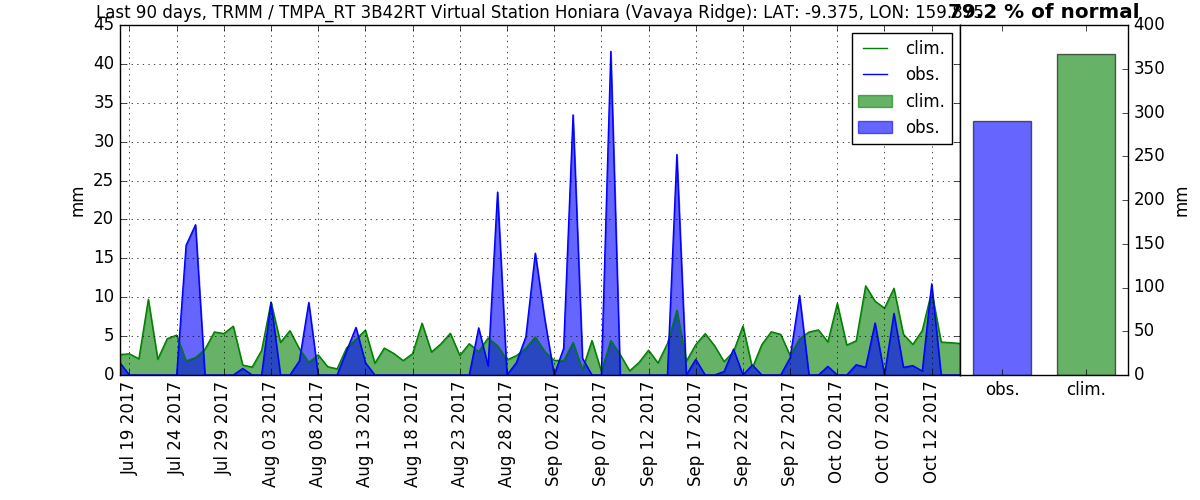 Last 90 days, TRMM / TMPA_RT 3B42RT Virtual Station Honiara (Vavaya Ridge): LAT: -9.375, LON:
79.2 % of normal
45
40
35
30
25
20
15
10
5
0
mm
clim.
obs.
clim.
obs.
400
350
300
250
200
150
100
50
0
mm
Jul 19 2017
Jul 24 2017
Jul 29 2017
Aug 03 2017
Aug 08 2017
Aug 13 2017
Aug 18 2017
Aug 23 2017
Aug 28 2017
Sep 02 2017
Sep 07 2017
Sep 12 2017
Sep 17 2017
Sep 22 2017
Sep 27 2017
Oct 02 2017
Oct 07 2017
Oct 12 2017
obs.
clim.